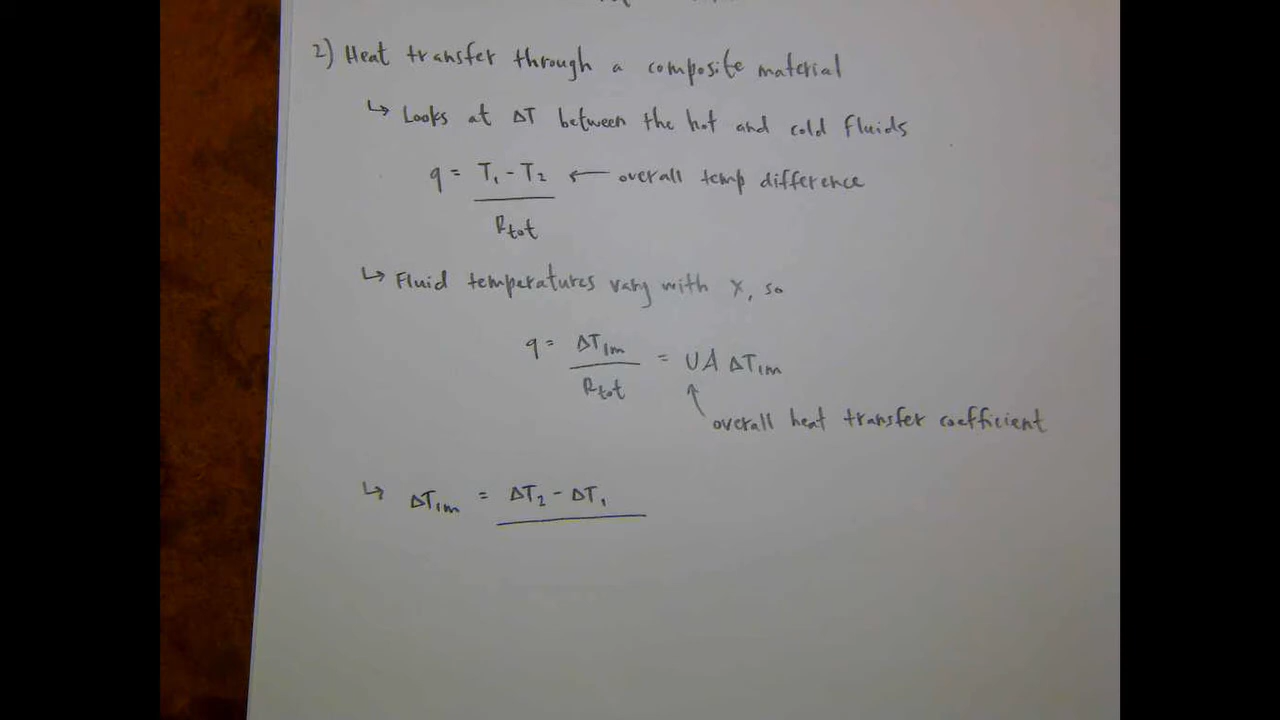 2) Heat transfer through a composite material
↳ Looks at ΔT between the hot and cold fluids
q = T₁ - T₂ ← overall temp difference
Rtot
↳ Fluid temperatures vary with x, so
q = ΔTlm = UA ΔTlm
Rtot
overall heat transfer coefficient
↳ ΔTlm = ΔT₂ - ΔT₁